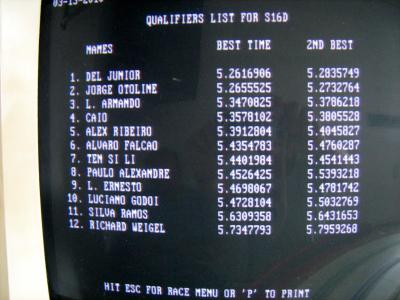 03-13-2010
QUALIFIERS LIST FOR S16D
NAMES BEST TIME 2ND BEST
1. DEL JUNIOR 5.2616906 5.2835749
2. JORGE OTOLINE 5.2655525 5.2732764
3. L. ARMANDO 5.3470825 5.3786218
4. CAIO 5.3578102 5.3805528
5. ALEX RIBEIRO 5.3912804 5.4045827
6. ALVARO FALCAO 5.4354783 5.4760287
7. TEN SI LI 5.4401984 5.4541443
8. PAULO ALEXANDRE 5.4526425 5.5393218
9. L. ERNESTO 5.4698067 5.4781742
10. LUCIANO GODOI 5.4728104 5.5032769
11. SILVA RAMOS 5.6309358 5.6431653
12. RICHARD WEIGEL 5.7347793 5.7959268
HIT ESC FOR RACE MENU OR 'P' TO PRINT